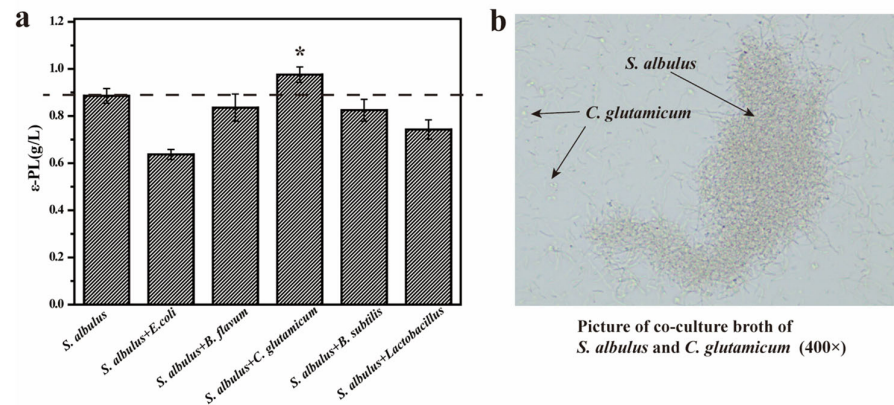 a
1.2
1.0
0.8
0.6
0.4
0.2
0.0
ε-PL(g/L)
*
S. albulus
S. albulus+E.coli
S. albulus+B. flavum
S. albulus+C. glutamicum
S. albulus+B. subtilis
S. albulus+Lactobacillus
b
S. albulus
C. glutamicum
Picture of co-culture broth of
S. albulus and C. glutamicum (400×)